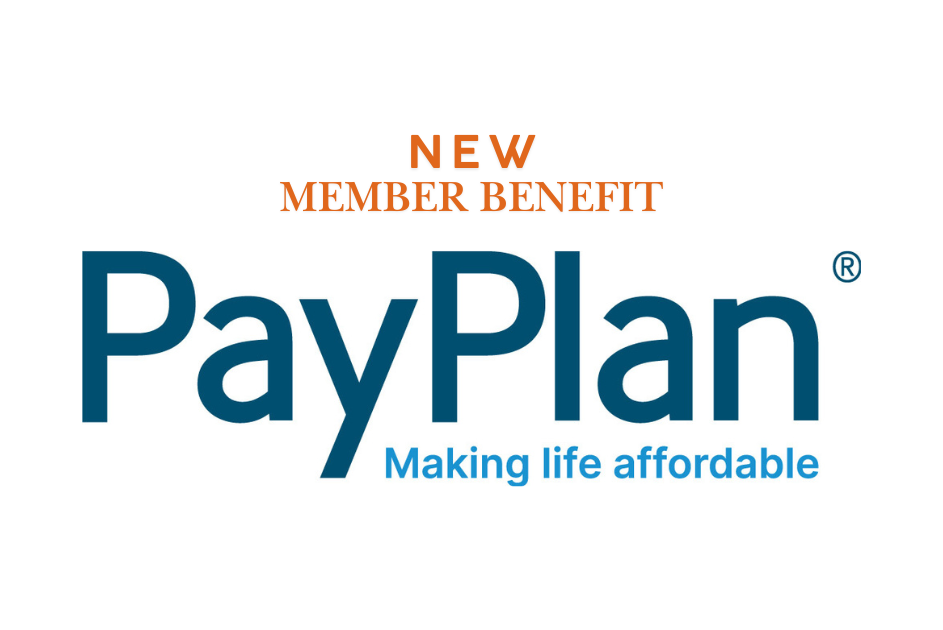 NEW
MEMBER BENEFIT
PayPlan®
Making life affordable